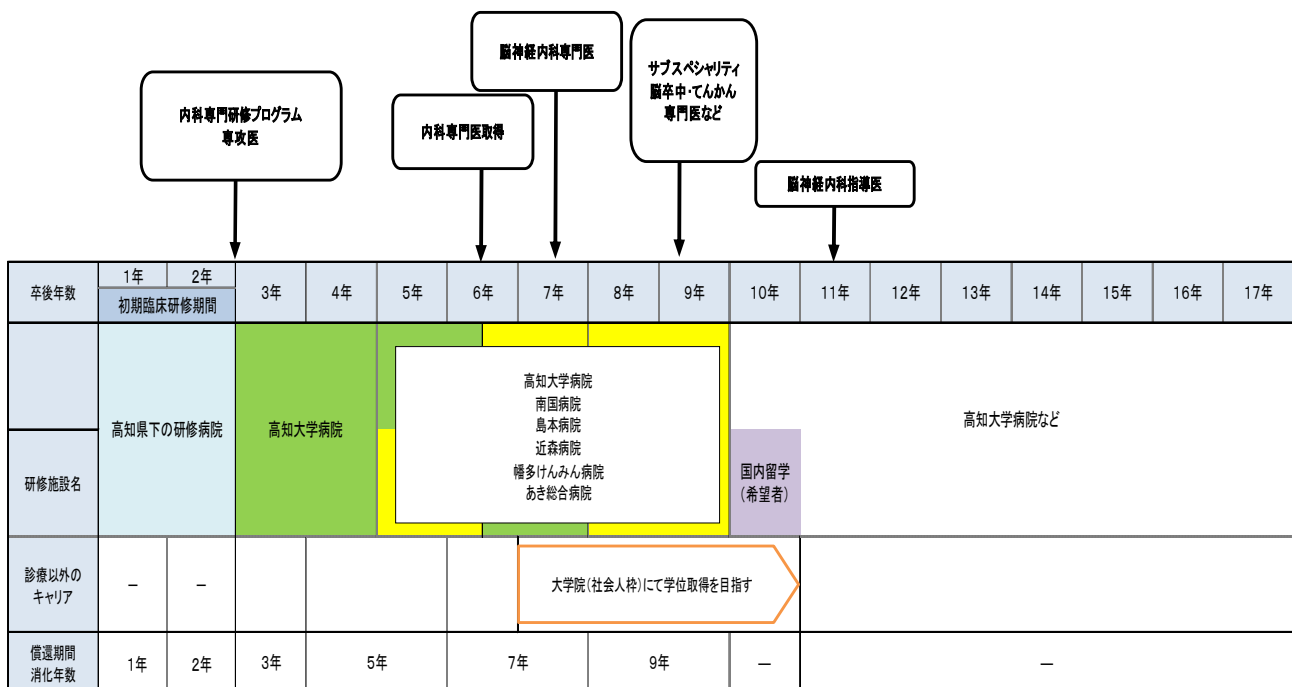 脳神経内科専門医
サブスペシャリティ
脳卒中・てんかん
専門医など
内科専門研修プログラム
専攻医
内科専門医取得
脳神経内科指導医
卒後年数
1年
2年
初期臨床研修期間
3年
4年
5年
6年
7年
8年
9年
10年
11年
12年
13年
14年
15年
16年
17年
研修施設名
高知県下の研修病院
高知大学病院
高知大学病院
南国病院
島本病院
近森病院
幡多けんみん病院
あき総合病院
国内留学
(希望者)
高知大学病院など
診療以外の
キャリア
－
－
大学院(社会人枠)にて学位取得を目指す
償還期間
消化年数
1年
2年
3年
5年
7年
9年
－
－